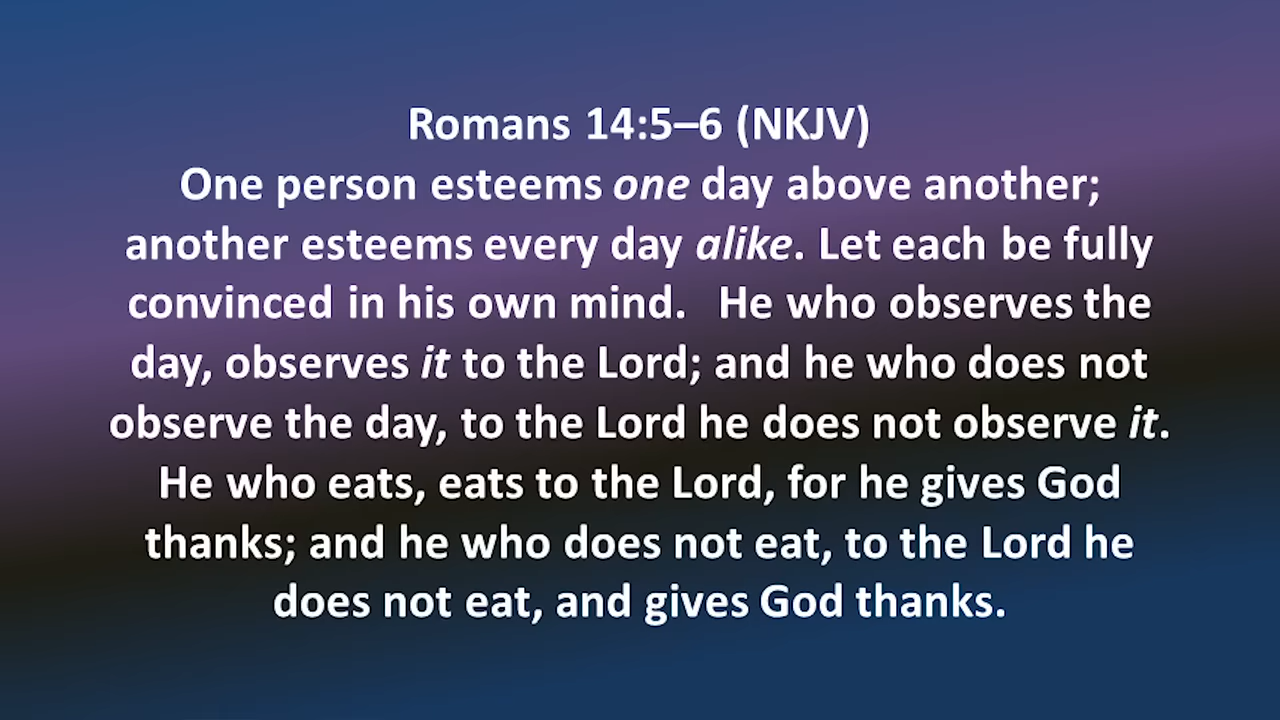 Romans 14:5–6 (NKJV)
One person esteems one day above another;
another esteems every day alike. Let each be fully
convinced in his own mind.   He who observes the
day, observes it to the Lord; and he who does not
observe the day, to the Lord he does not observe it.
He who eats, eats to the Lord, for he gives God
thanks; and he who does not eat, to the Lord he
does not eat, and gives God thanks.